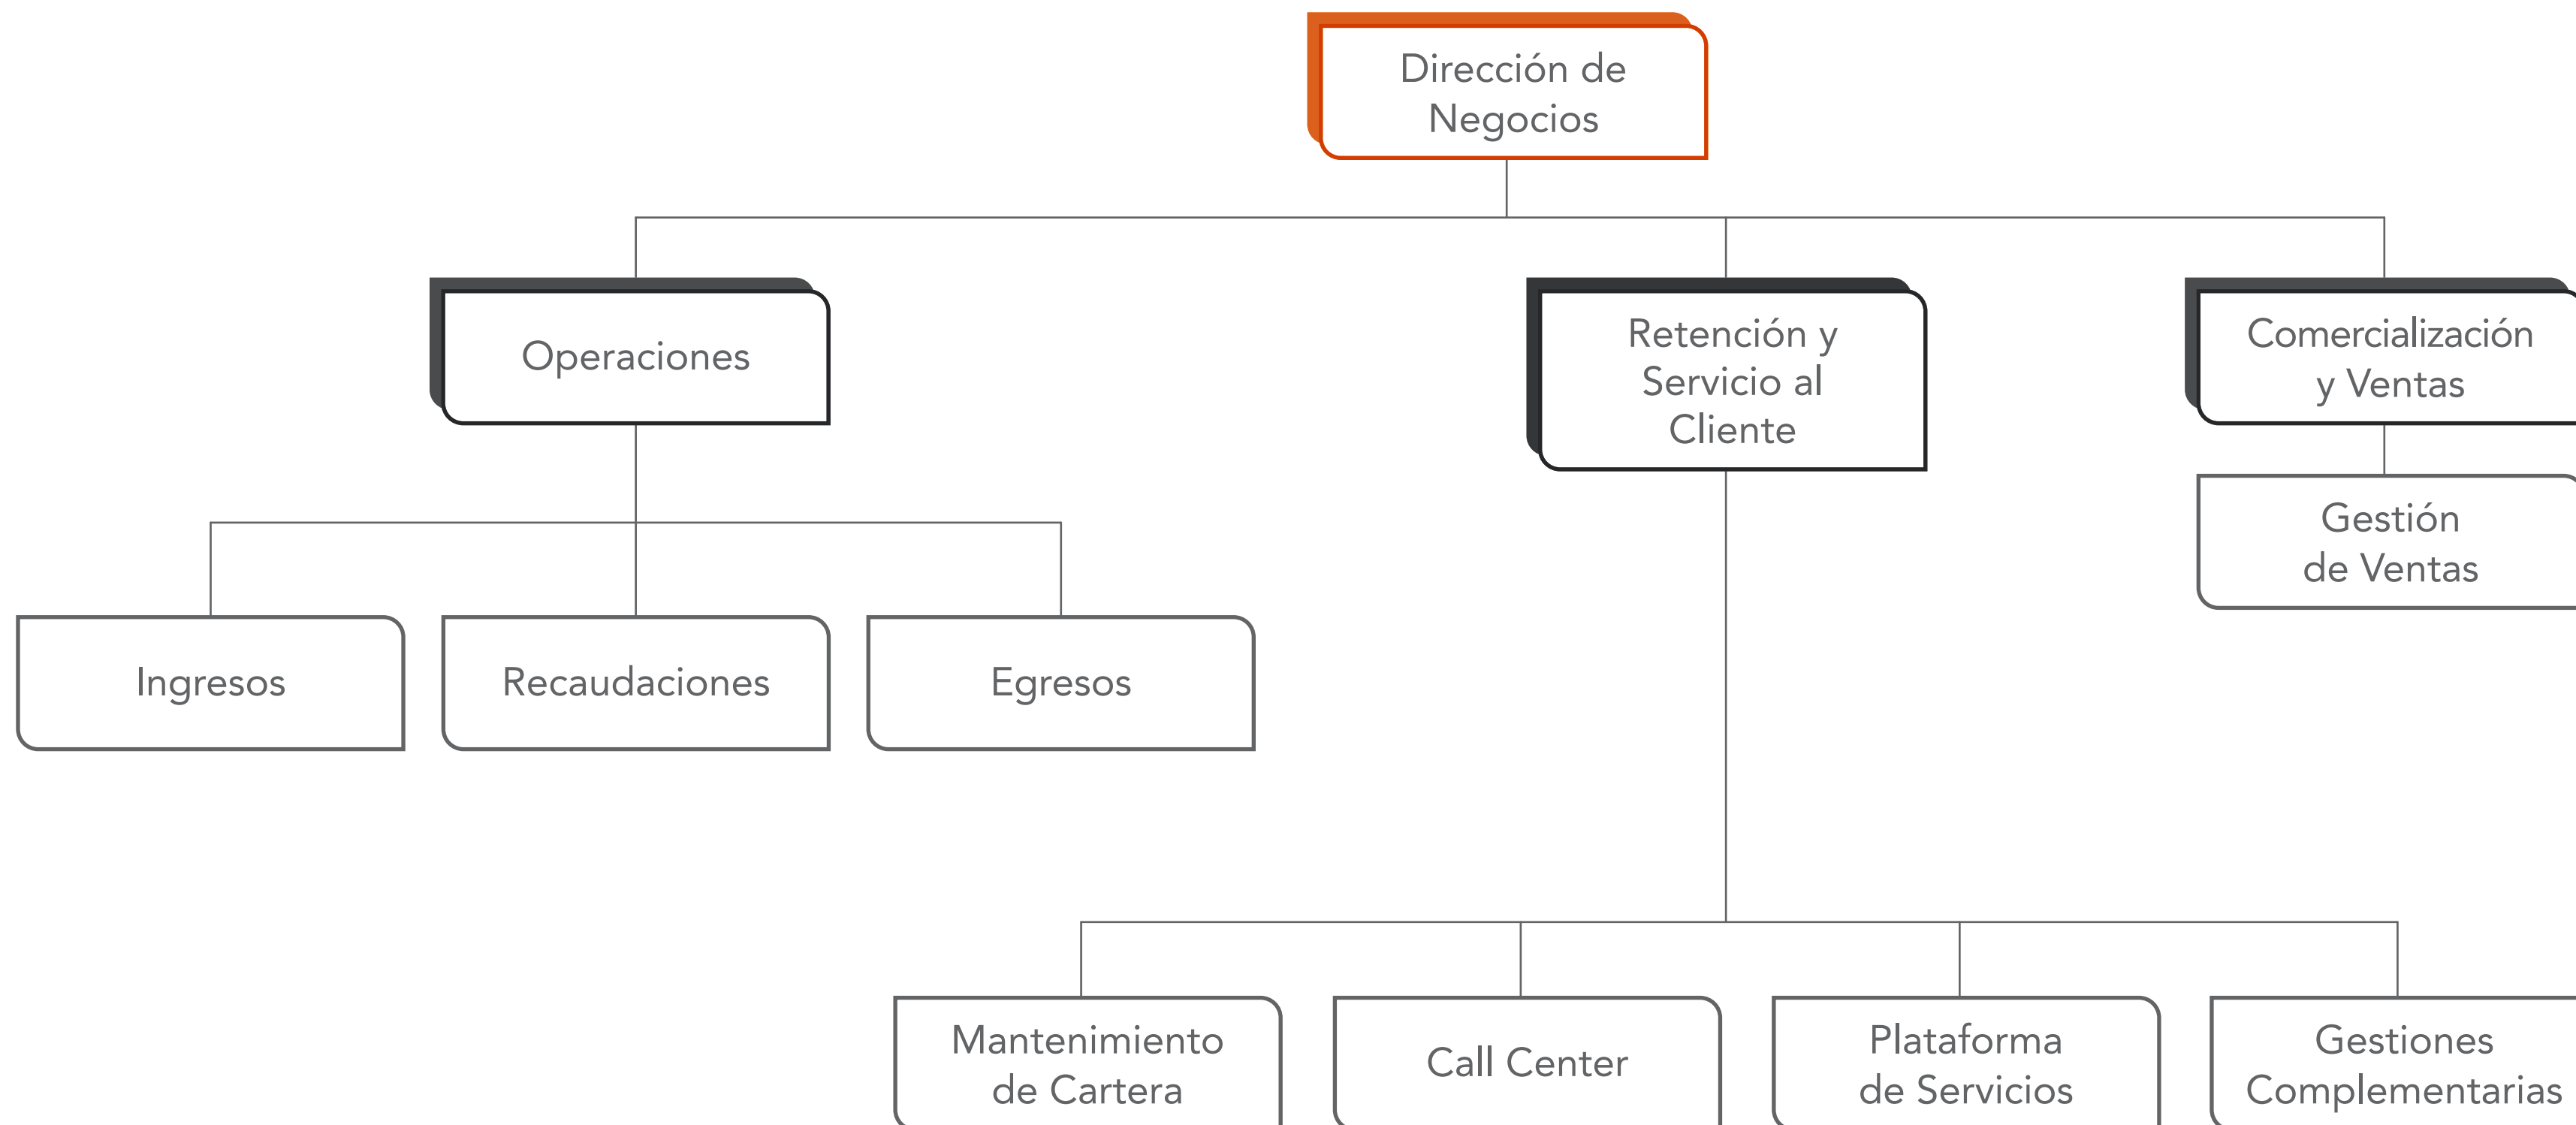 Dirección de
Negocios
Operaciones
Retención y
Servicio al
Cliente
Comercialización
y Ventas
Gestión
de Ventas
Ingresos
Recaudaciones
Egresos
Mantenimiento
de Cartera
Call Center
Plataforma
de Servicios
Gestiones
Complementarias